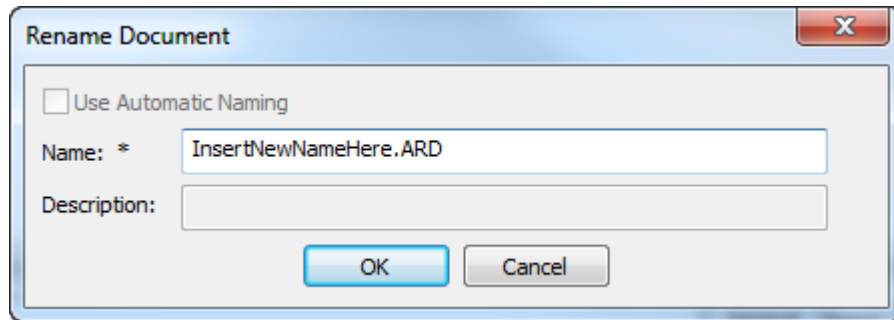 Rename Document
Use Automatic Naming
Name: * InsertNewNameHere.ARD
Description:
OK Cancel